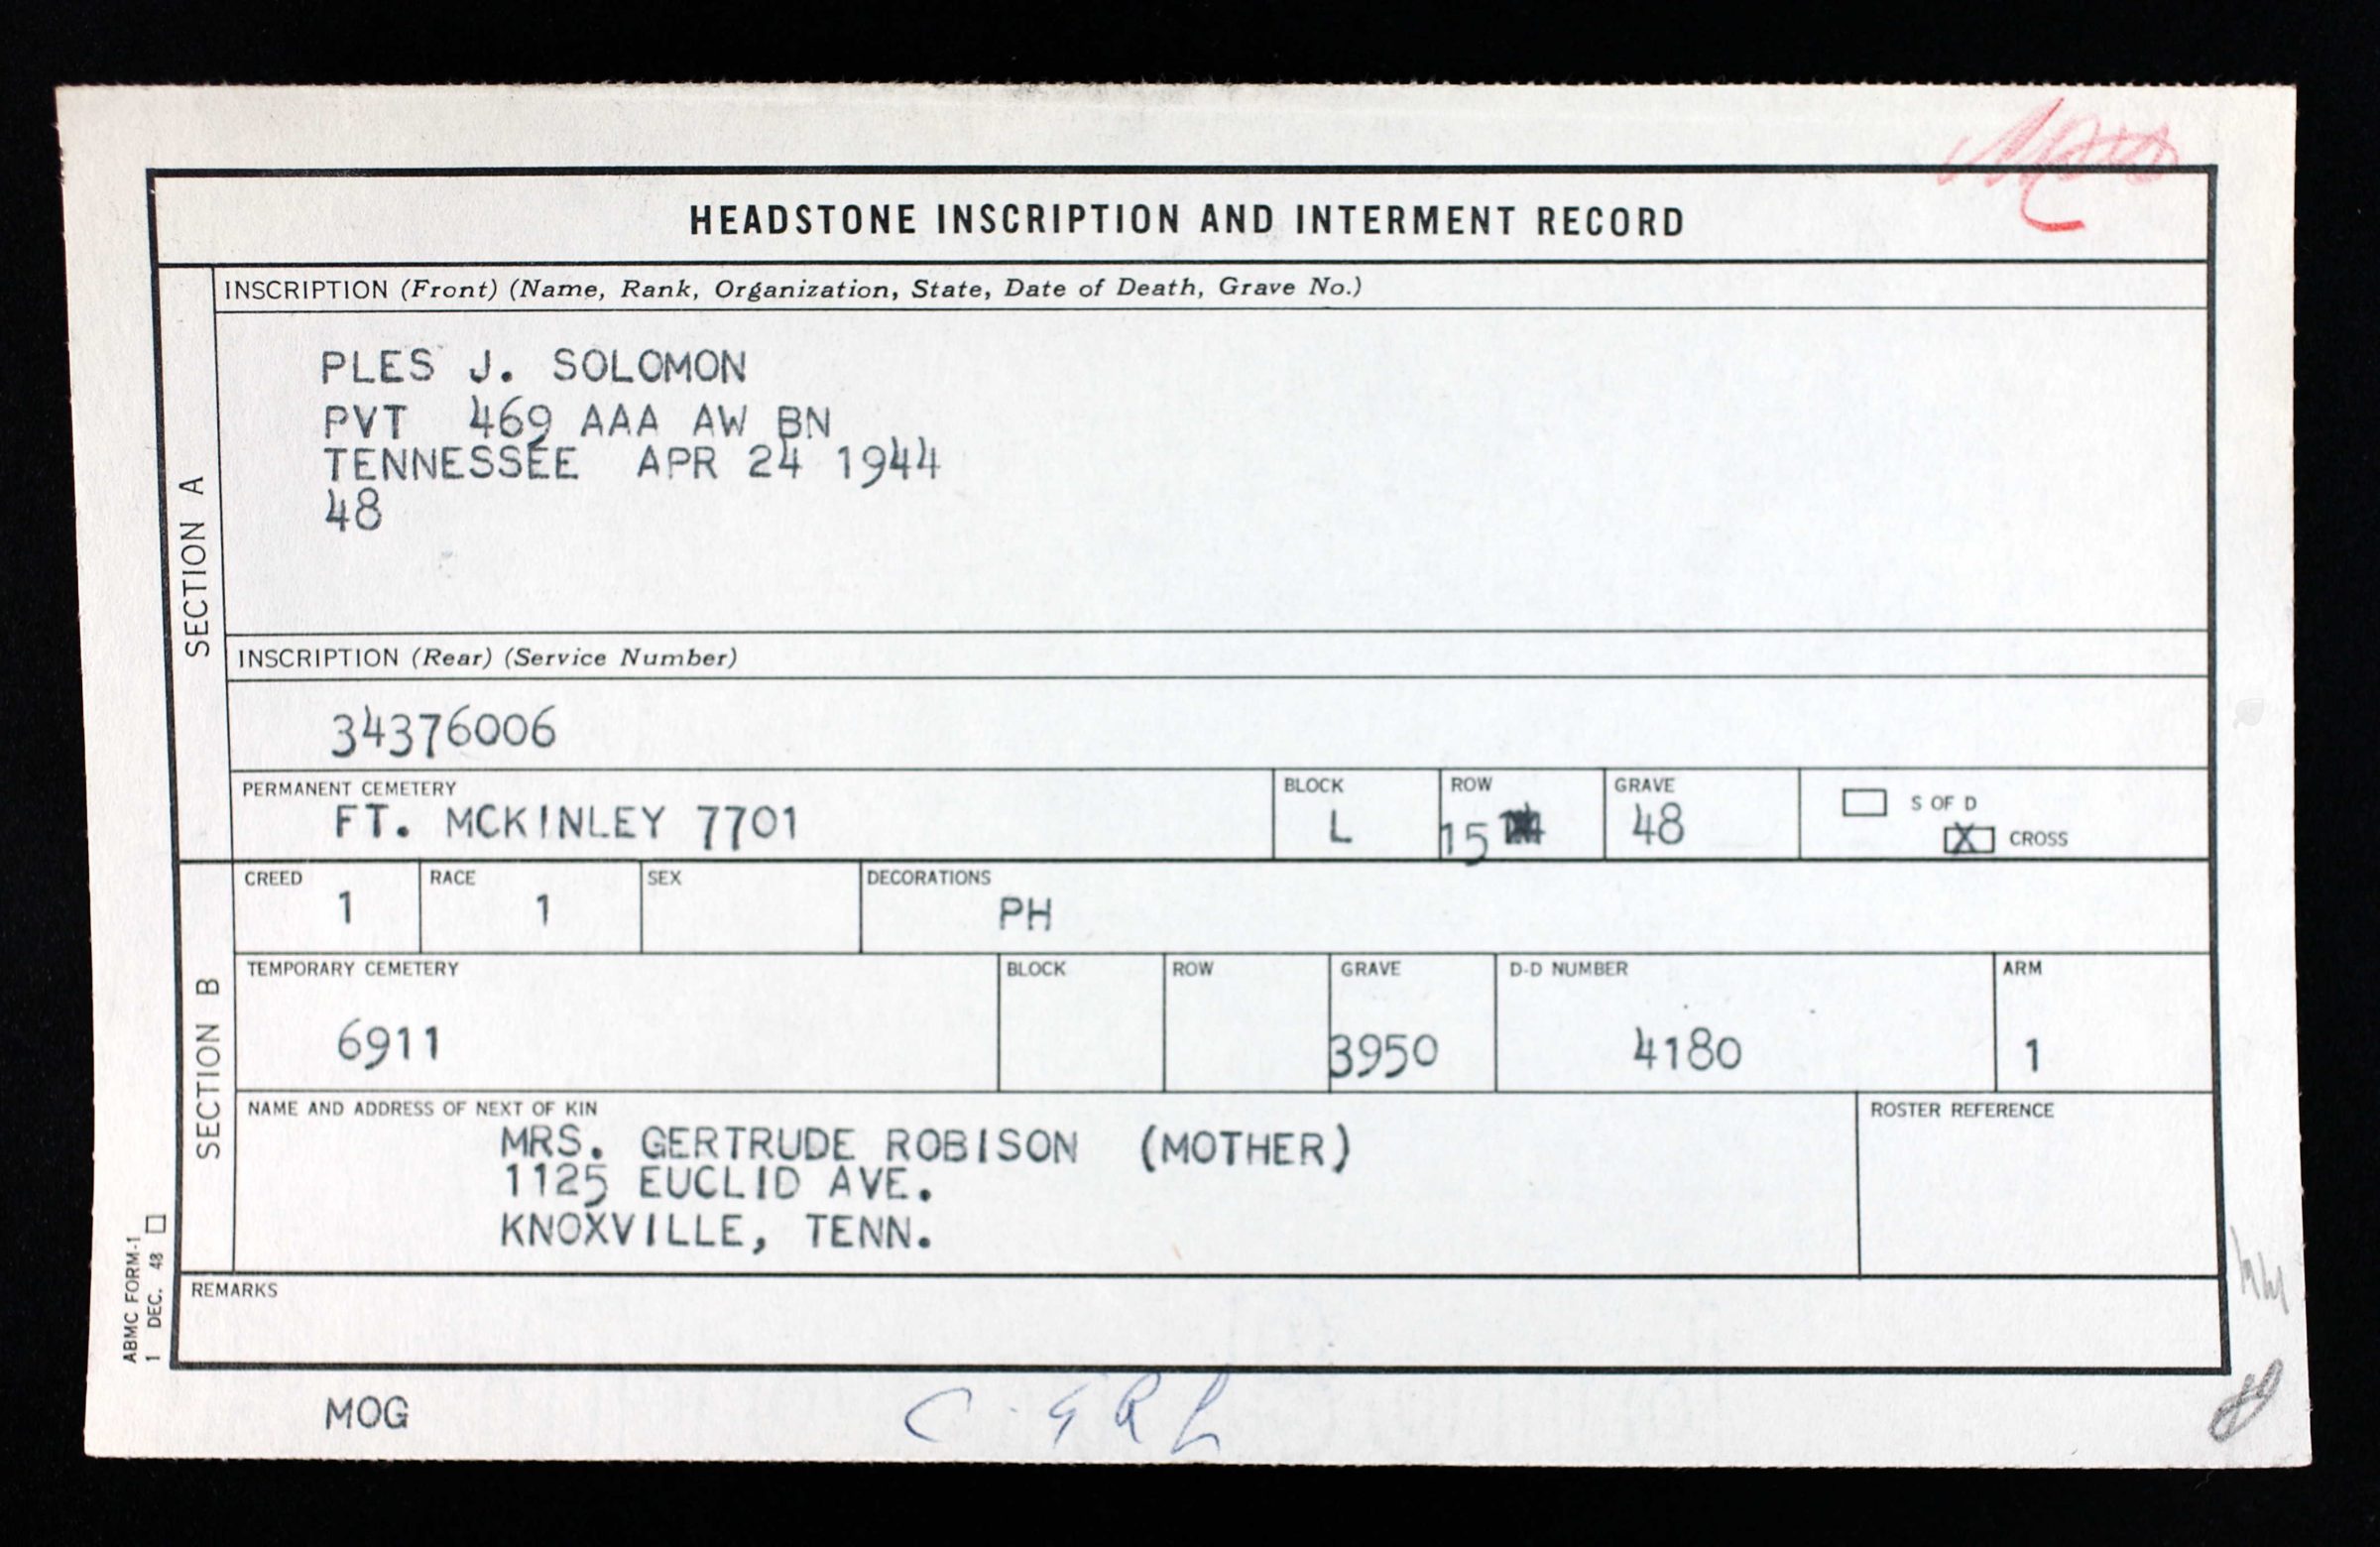 HEADSTONE INSCRIPTION AND INTERMENT RECORD
SECTION A
INSCRIPTION (Front) (Name, Rank, Organization, State, Date of Death, Grave No.)
PLES J. SOLOMON
PVT 469 AAA AW BN
TENNESSEE APR 24 1944
48
INSCRIPTION (Rear) (Service Number)
34376006
PERMANENT CEMETERY BLOCK ROW GRAVE
FT. MCKINLEY 7701 L 15 48
S OF D
X CROSS
SECTION B
CREED RACE SEX DECORATIONS
1 1 PH
TEMPORARY CEMETERY BLOCK ROW GRAVE D-D NUMBER ARM
6911 3950 4180 1
NAME AND ADDRESS OF NEXT OF KIN ROSTER REFERENCE
MRS. GERTRUDE ROBISON (MOTHER)
1125 EUCLID AVE.
KNOXVILLE, TENN.
REMARKS
ABMC FORM-1
1 DEC. 48
MOG